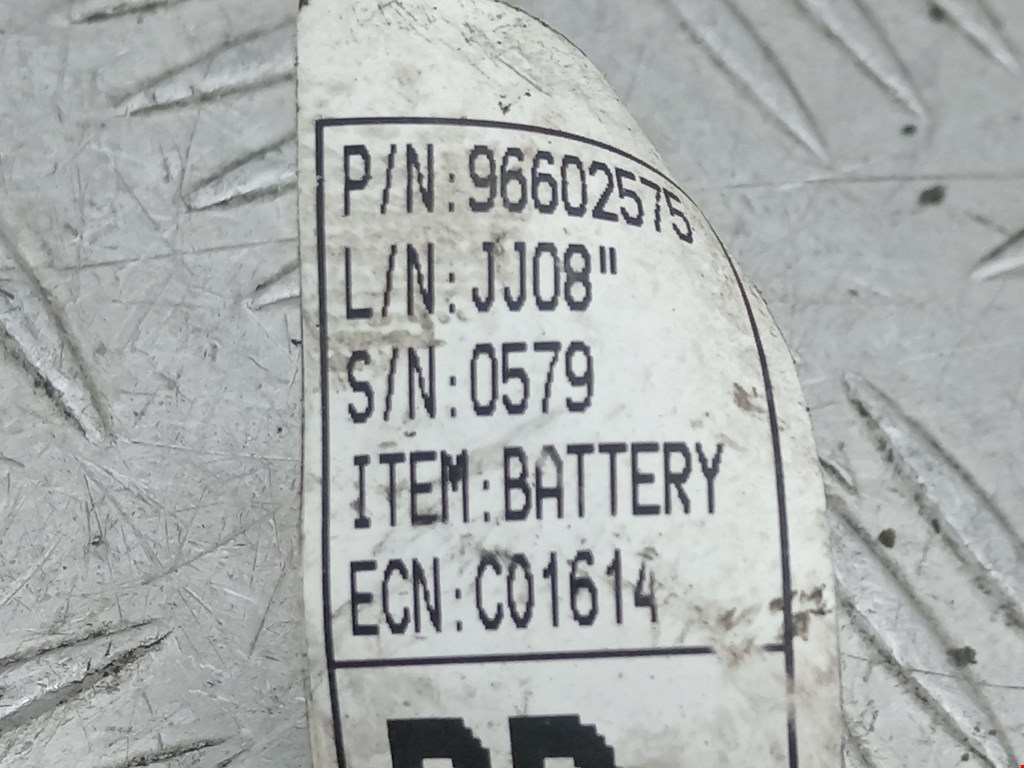 P/N:96602575
L/N:JJ08"
S/N:0579
ITEM:BATTERY
ECN:C01614